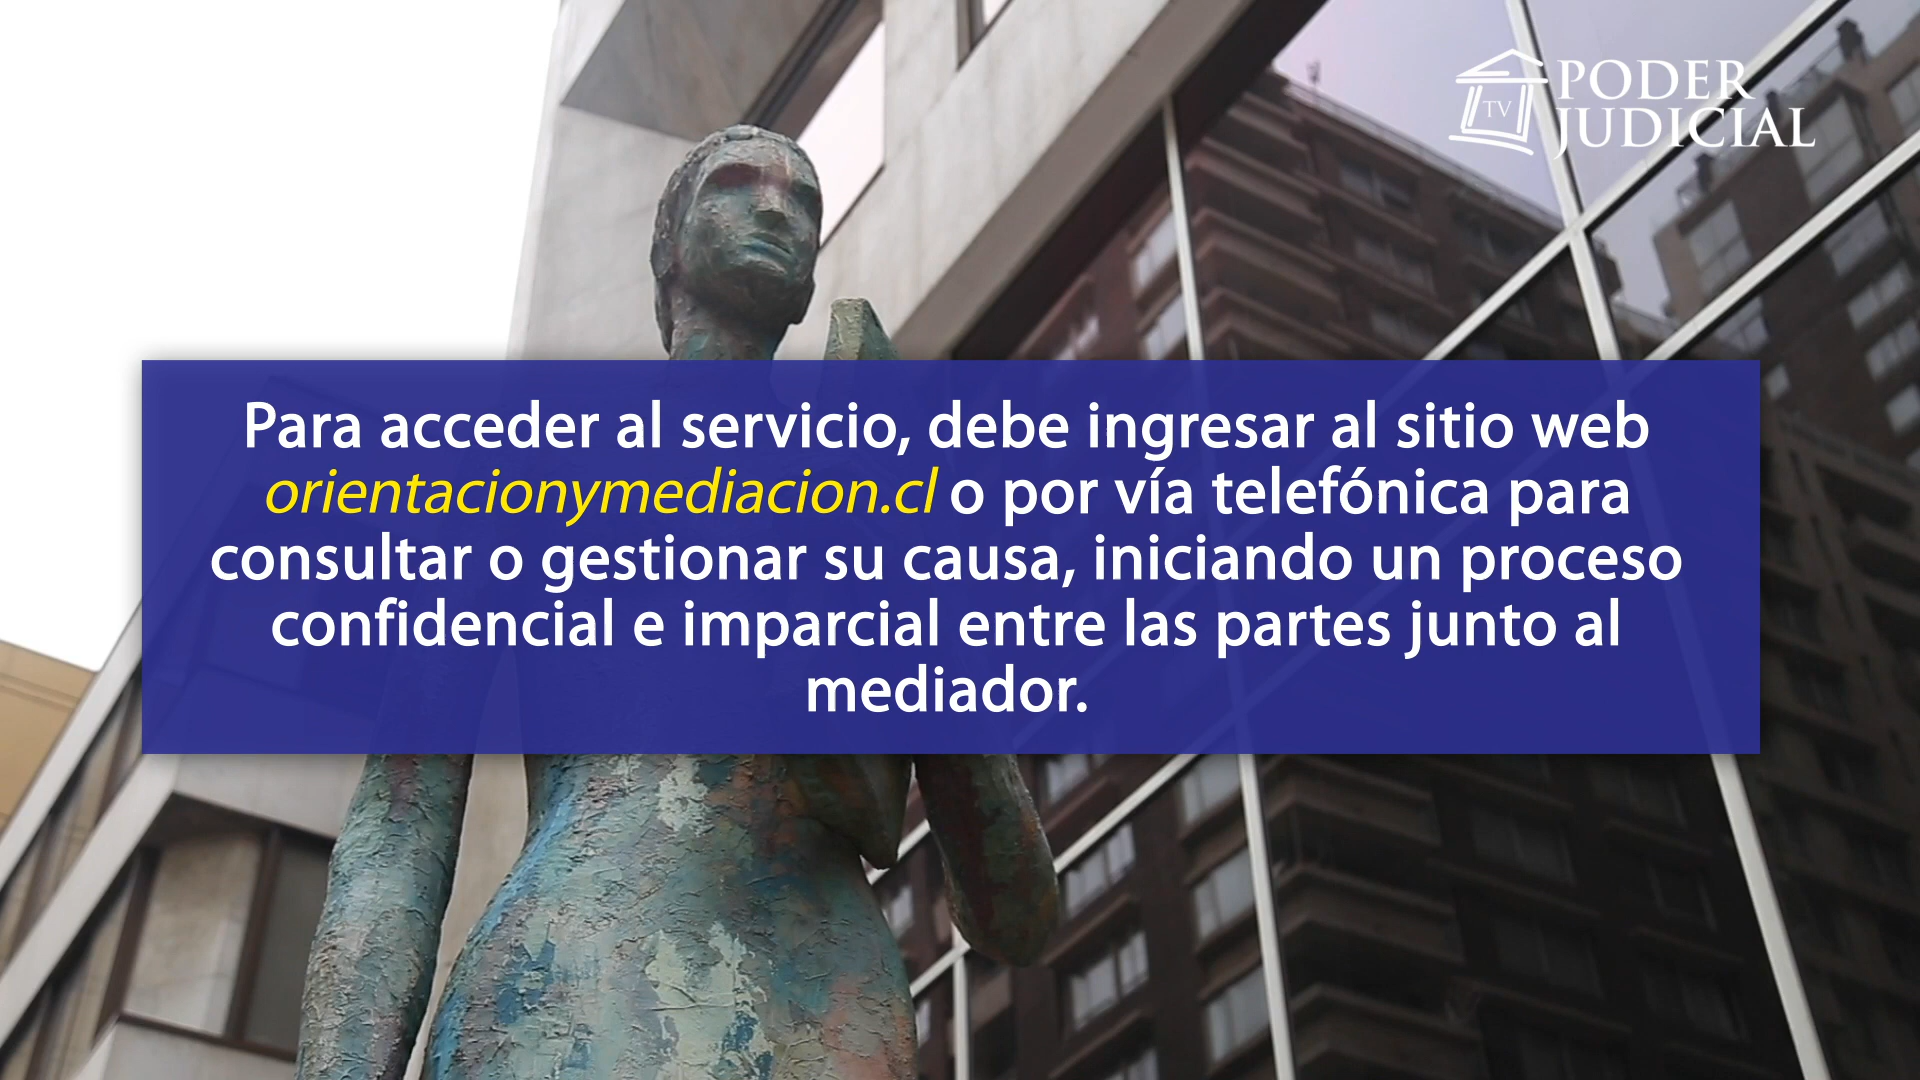 TV
PODER
JUDICIAL
Para acceder al servicio, debe ingresar al sitio web
orientacionymediacion.cl o por vía telefónica para
consultar o gestionar su causa, iniciando un proceso
confidencial e imparcial entre las partes junto al
mediador.